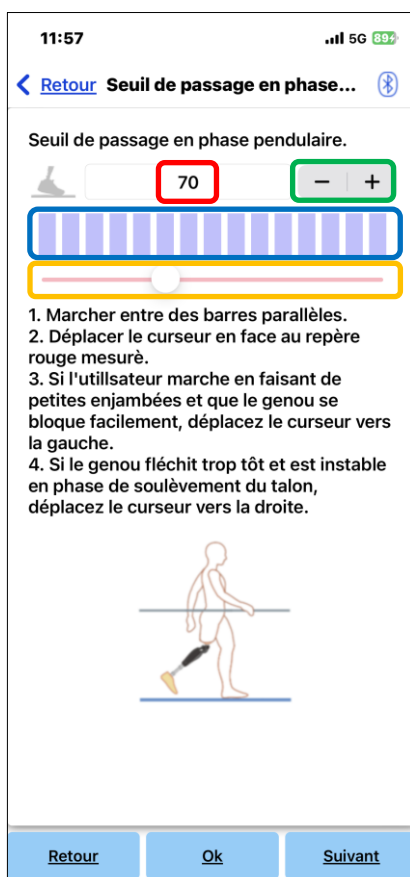 11:57
5G 89
Retour Seuil de passage en phase...
Seuil de passage en phase pendulaire.
70
− +
1. Marcher entre des barres parallèles.
2. Déplacer le curseur en face au repère
rouge mesurè.
3. Si l'utillsateur marche en faisant de
petites enjambées et que le genou se
bloque facilement, déplacez le curseur vers
la gauche.
4. Si le genou fléchit trop tôt et est instable
en phase de soulèvement du talon,
déplacez le curseur vers la droite.
Retour Ok Suivant